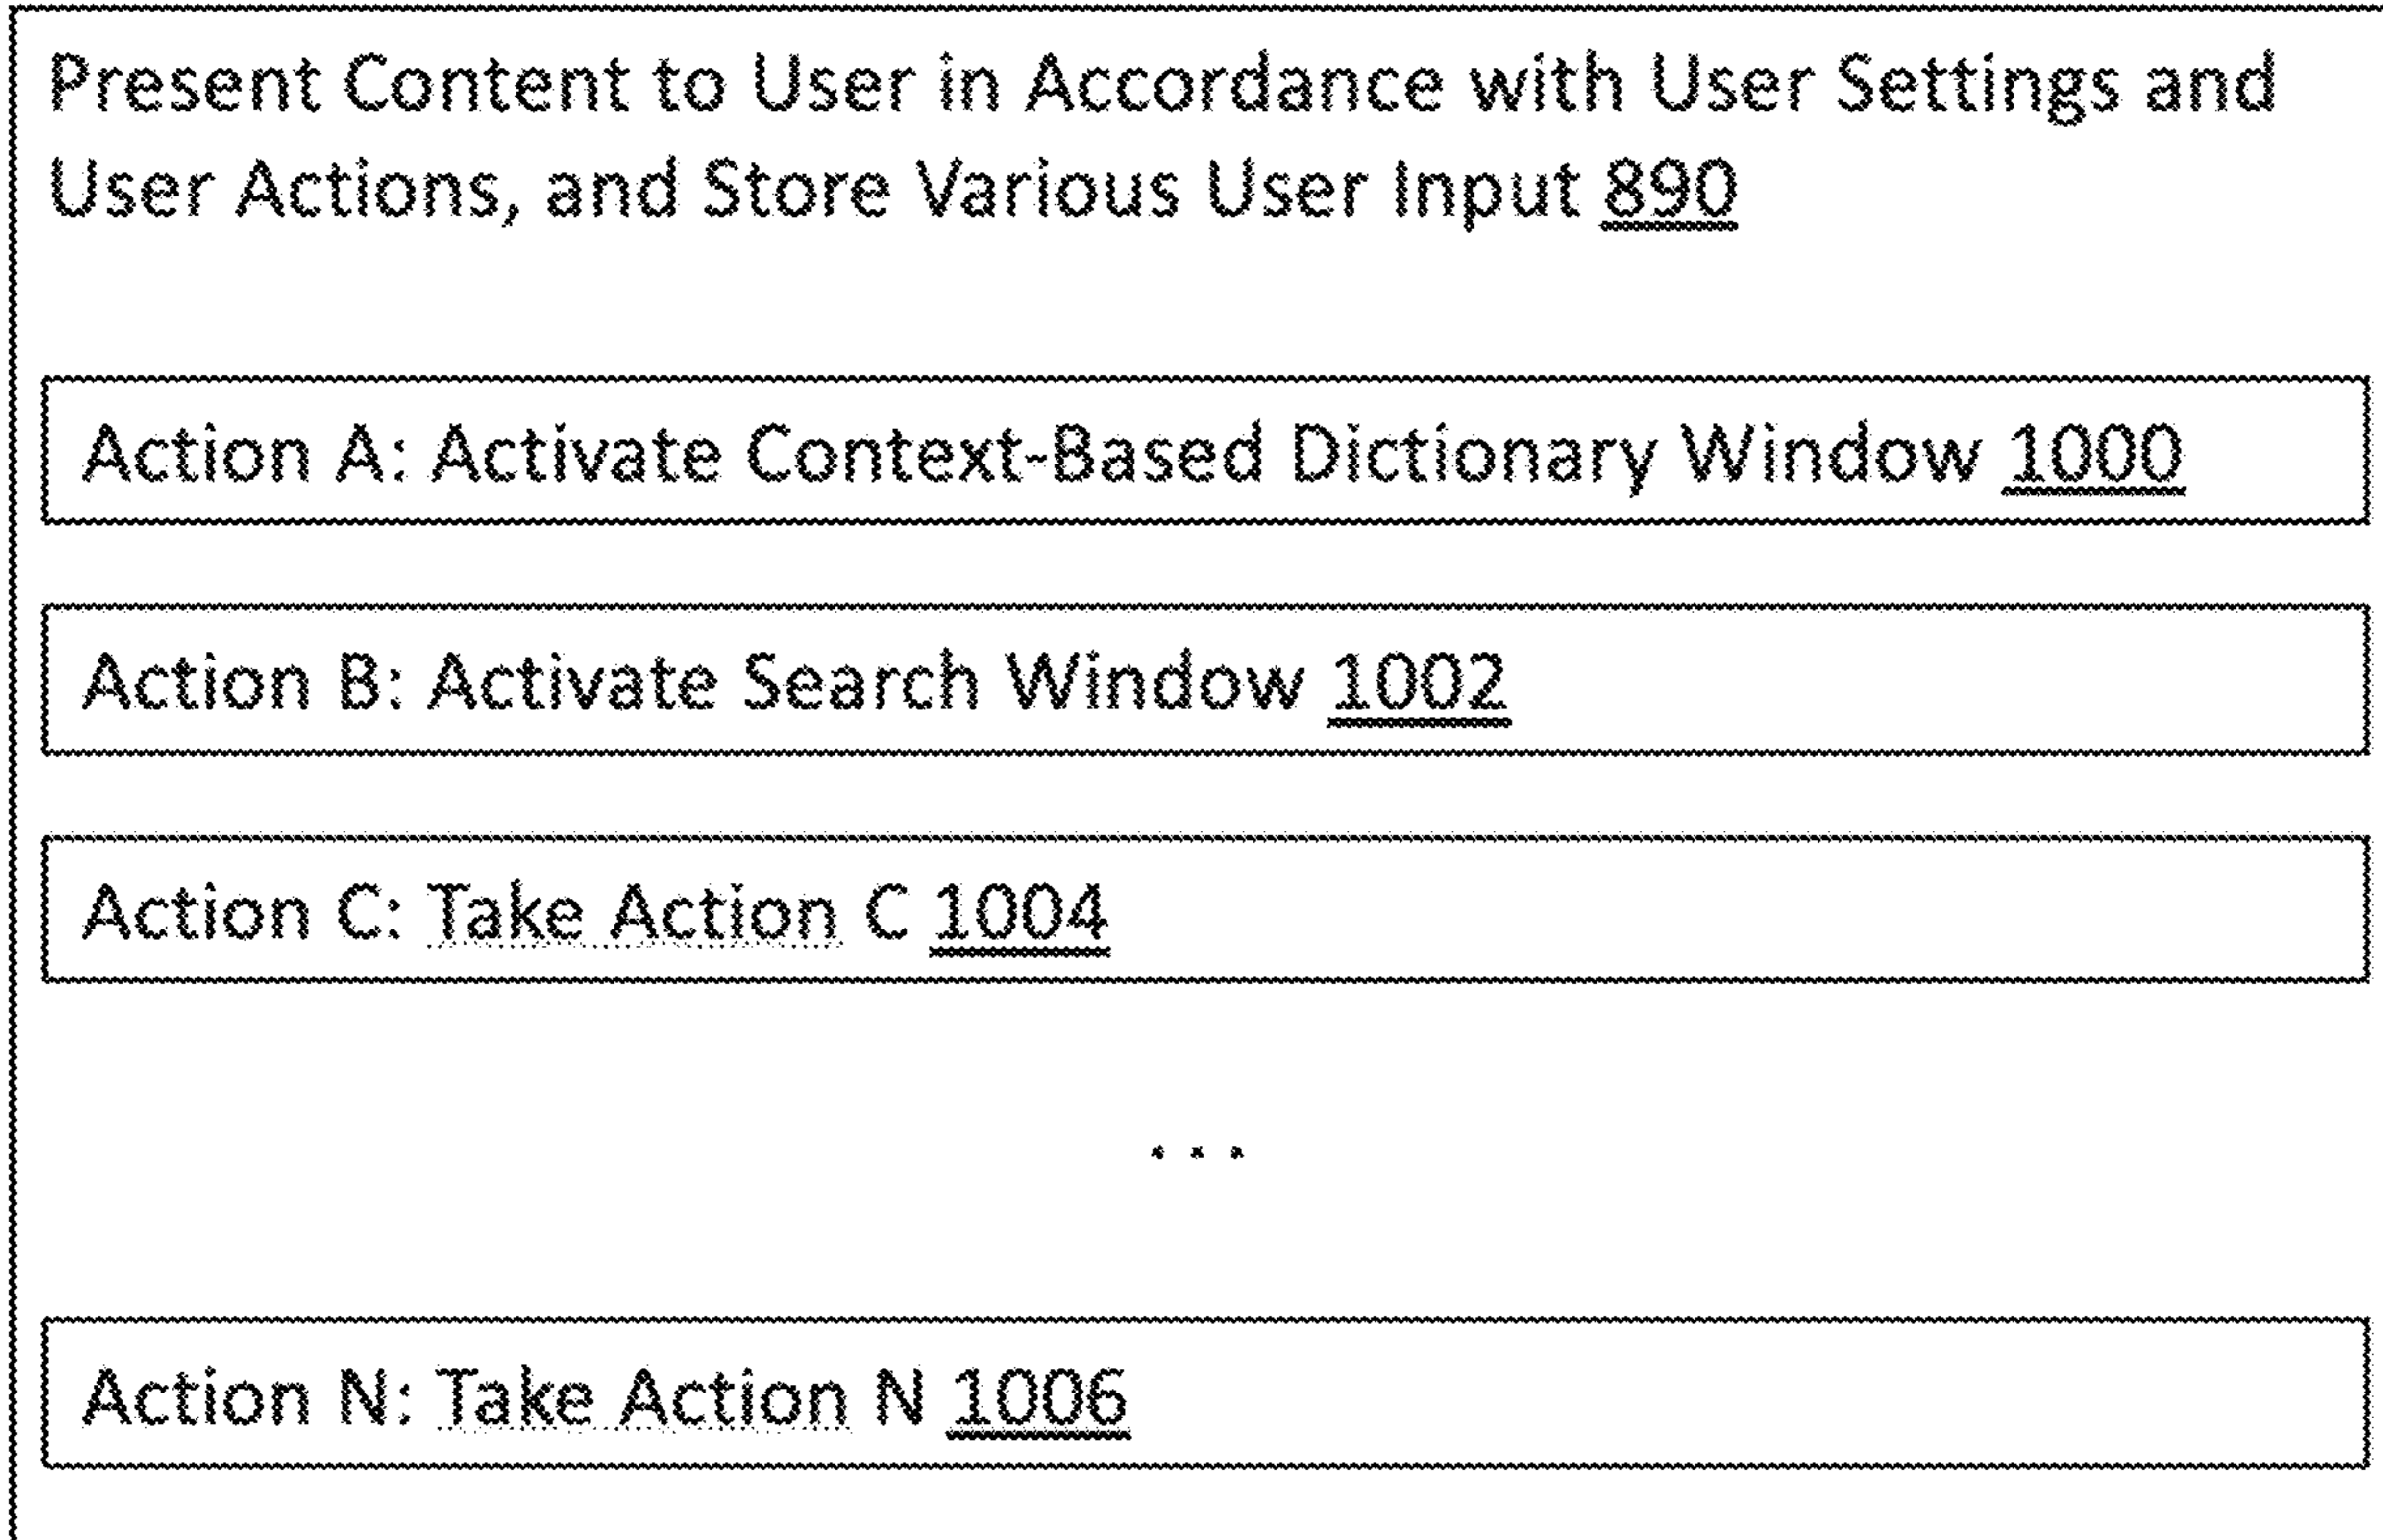 Present Content to User in Accordance with User Settings and
User Actions, and Store Various User Input 890
Action A: Activate Context-Based Dictionary Window 1000
Action B: Activate Search Window 1002
Action C: Take Action C 1004
...
Action N: Take Action N 1006